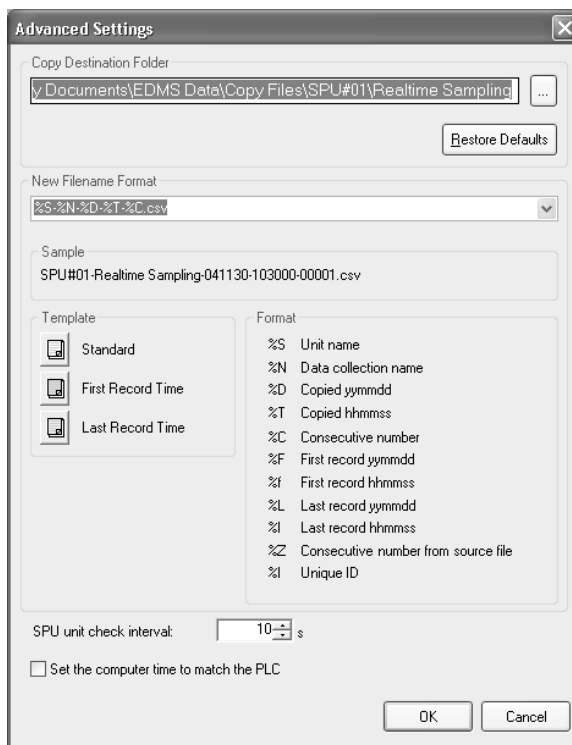 Advanced Settings
Copy Destination Folder
y Documents\EDMS Data\Copy Files\SPU#01\Realtime Sampling
...
Restore Defaults
New Filename Format
%S-%N-%D-%T-%C.csv
Sample
SPU#01-Realtime Sampling-041130-103000-00001.csv
Template
Standard
First Record Time
Last Record Time
Format
%S Unit name
%N Data collection name
%D Copied yymmdd
%T Copied hhmmss
%C Consecutive number
%F First record yymmdd
%f First record hhmmss
%L Last record yymmdd
%l Last record hhmmss
%Z Consecutive number from source file
%I Unique ID
SPU unit check interval: 10 s
Set the computer time to match the PLC
OK
Cancel